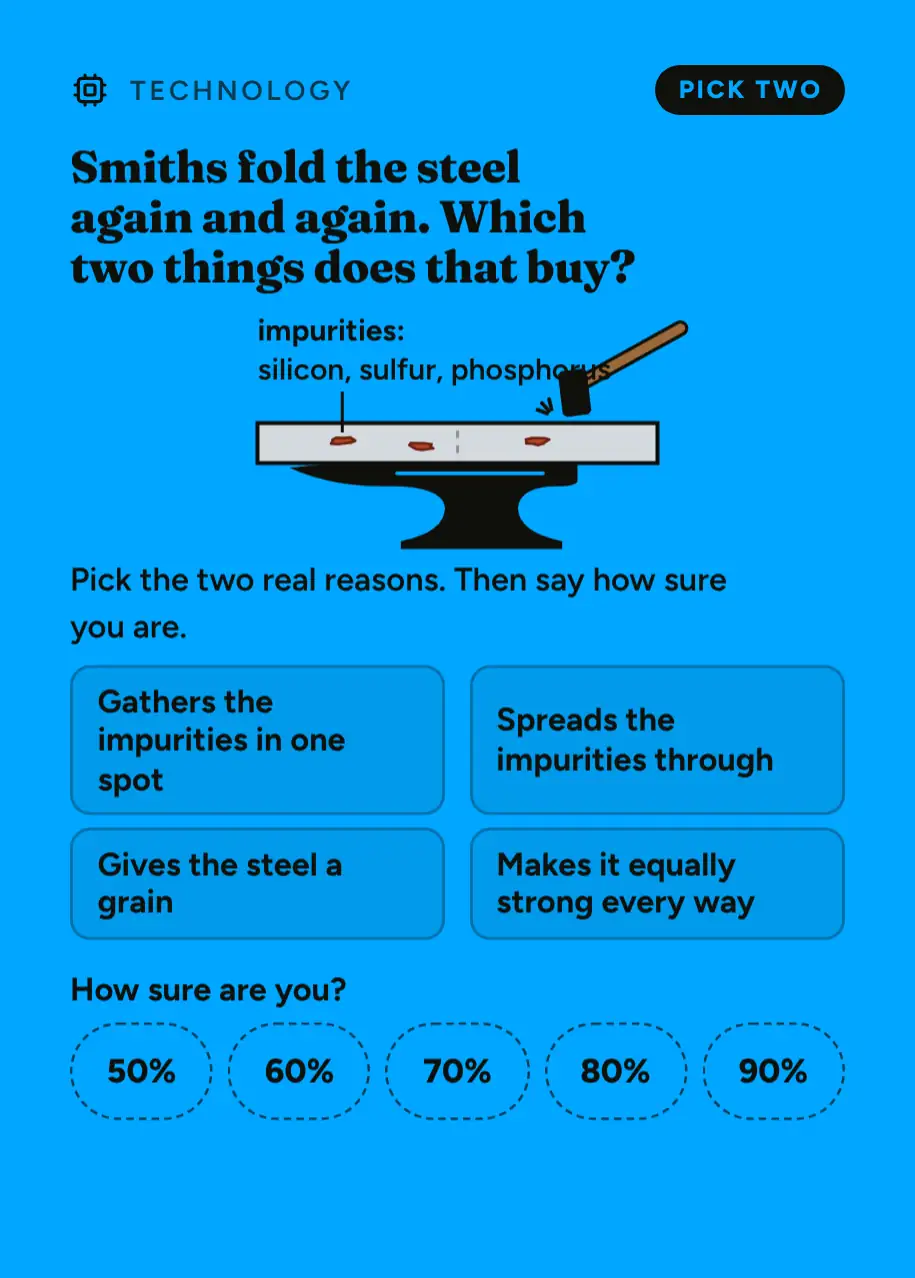 TECHNOLOGY
PICK TWO
Smiths fold the steel
again and again. Which
two things does that buy?
impurities:
silicon, sulfur, phosphorus
Pick the two real reasons. Then say how sure
you are.
Gathers the
impurities in one
spot
Spreads the
impurities through
Gives the steel a
grain
Makes it equally
strong every way
How sure are you?
50%
60%
70%
80%
90%